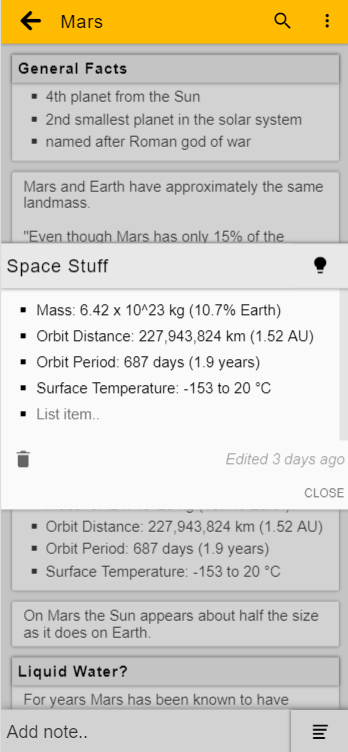 Mars
General Facts
4th planet from the Sun
2nd smallest planet in the solar system
named after Roman god of war
Mars and Earth have approximately the same
landmass.
"Even though Mars has only 15% of the
Space Stuff
Mass: 6.42 x 10^23 kg (10.7% Earth)
Orbit Distance: 227,943,824 km (1.52 AU)
Orbit Period: 687 days (1.9 years)
Surface Temperature: -153 to 20 °C
List item..
Edited 3 days ago
CLOSE
Orbit Distance: 227,943,824 km (1.52 AU)
Orbit Period: 687 days (1.9 years)
Surface Temperature: -153 to 20 °C
On Mars the Sun appears about half the size
as it does on Earth.
Liquid Water?
For years Mars has been known to have
Add note..